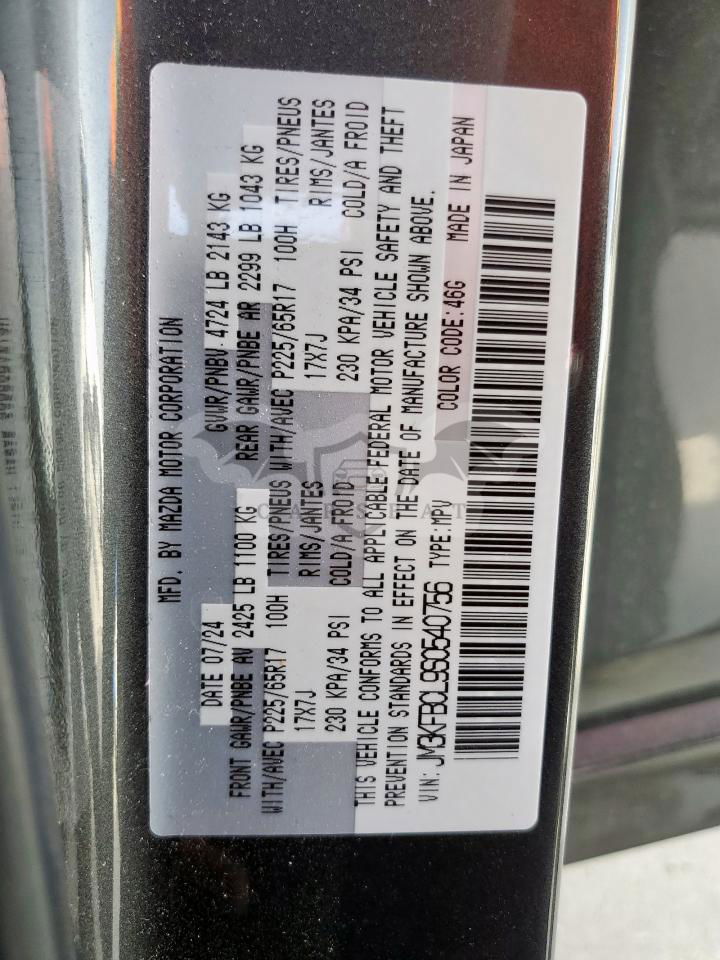 MFD. BY MAZDA MOTOR CORPORATION
DATE 07/24 GVWR/PNBV 4724 LB 2143 KG
FRONT GAWR/PNBE AV 2425 LB 1100 KG REAR GAWR/PNBE AR 2299 LB 1043 KG
WITH/AVEC P225/65R17 100H TIRES/PNEUS WITH/AVEC P225/65R17 100H TIRES/PNEUS
17X7J RIMS/JANTES 17X7J RIMS/JANTES
230 KPA/34 PSI COLD/A FROID 230 KPA/34 PSI COLD/A FROID
THIS VEHICLE CONFORMS TO ALL APPLICABLE FEDERAL MOTOR VEHICLE SAFETY AND THEFT
PREVENTION STANDARDS IN EFFECT ON THE DATE OF MANUFACTURE SHOWN ABOVE.
VIN: JM3KFBCL9S0540756 TYPE:MPV COLOR CODE:46G MADE IN JAPAN